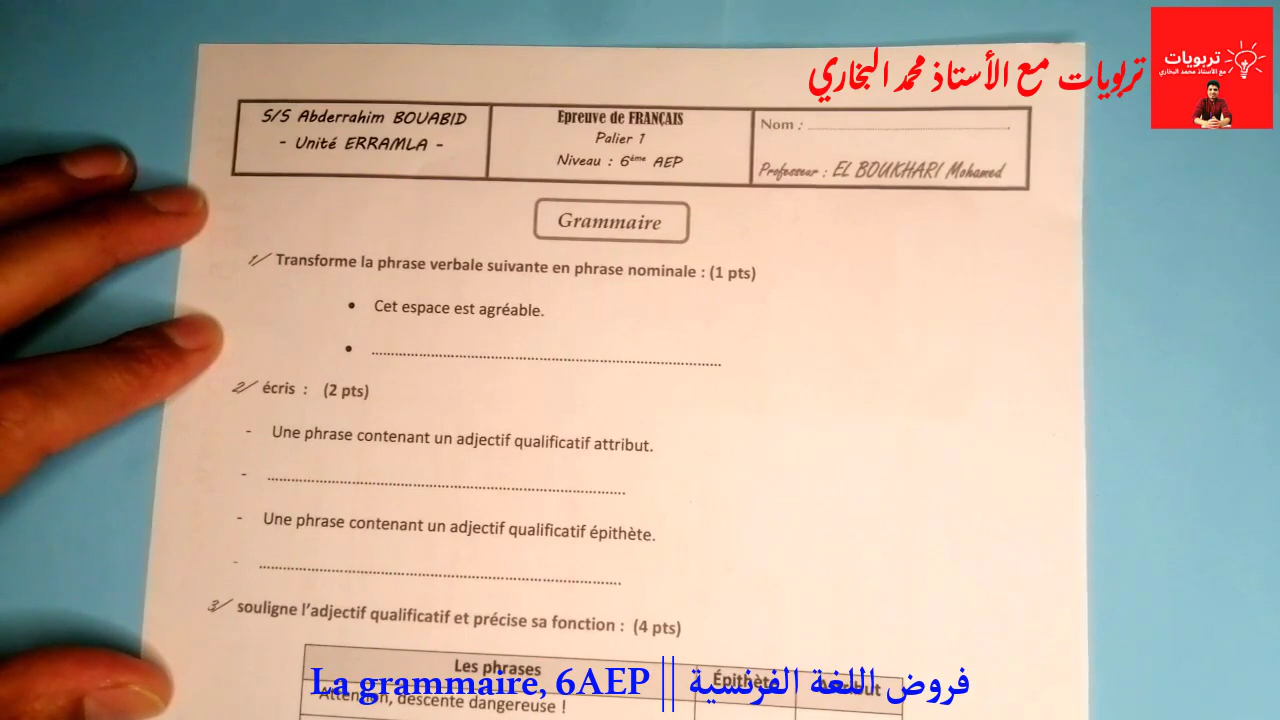 تربويات مع الأستاذ محمد البخاري
تربويات
مع الأستاذ محمد البخاري
S/S Abderrahim BOUABID
- Unité ERRAMLA -
Epreuve de FRANÇAIS
Palier 1
Niveau : 6ème AEP
Nom : ........................................................
Professeur : EL BOUKHARI Mohamed
Grammaire
1/ Transforme la phrase verbale suivante en phrase nominale : (1 pts)
• Cet espace est agréable.
• ........................................................................................
2/ écris : (2 pts)
- Une phrase contenant un adjectif qualificatif attribut.
- ........................................................................................
- Une phrase contenant un adjectif qualificatif épithète.
- ........................................................................................
3/ souligne l'adjectif qualificatif et précise sa fonction : (4 pts)
Les phrases Épithète Attribut
Attention, descente dangereuse !
La grammaire, 6AEP || فروض اللغة الفرنسية